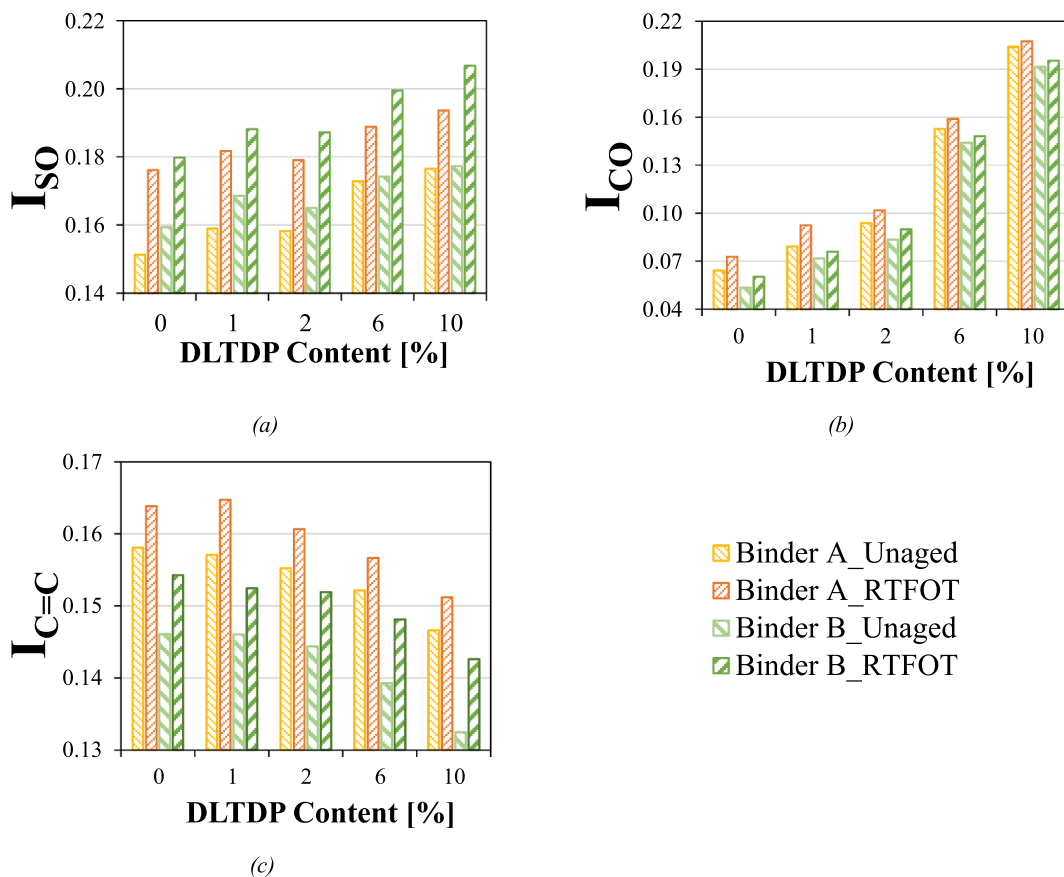 0.22
0.20
0.18
0.16
0.14
I_SO
0 1 2 6 10
DLTDP Content [%]
(a)
0.22
0.19
0.16
0.13
0.10
0.07
0.04
I_CO
0 1 2 6 10
DLTDP Content [%]
(b)
0.17
0.16
0.15
0.14
0.13
I_C=C
0 1 2 6 10
DLTDP Content [%]
(c)
Binder A_Unaged
Binder A_RTFOT
Binder B_Unaged
Binder B_RTFOT